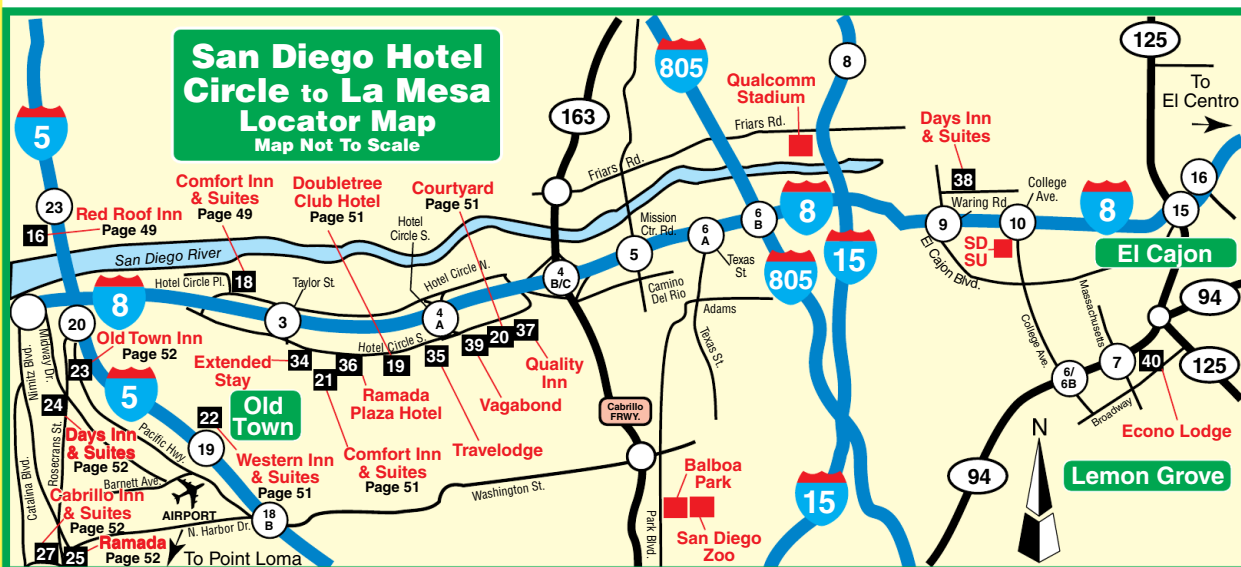 San Diego Hotel
Circle to La Mesa
Locator Map
Map Not To Scale
5
805
8
125
To
El Centro
163
Qualcomm
Stadium
Friars Rd.
Friars Rd.
Days Inn
& Suites
38
23
16
Red Roof Inn
Page 49
Comfort Inn
& Suites
Page 49
Doubletree
Club Hotel
Page 51
Courtyard
Page 51
Hotel
Circle S.
Mission
Ctr. Rd.
6
A
6
B
8
Waring Rd.
College
Ave.
9
10
8
15
16
San Diego River
Hotel Circle Pl.
18
Taylor St.
Hotel Circle N.
4
B/C
5
Texas
St.
805
15
El Cajon Blvd.
SD
SU
El Cajon
8
3
4
A
Camino
Del Rio
Adams
Texas St.
Massachusetts
94
20
Old Town Inn
Page 52
23
Nimitz Blvd.
Midway Dr.
Extended
Stay
34
21
36
Hotel Circle S.
19
35
39
20
37
Quality
Inn
Ramada
Plaza Hotel
Vagabond
Travelodge
College Ave.
6/
6B
7
40
125
Broadway
Econo Lodge
5
Old
Town
22
24
Days Inn
& Suites
Page 52
Rosecrans St.
Pacific Hwy.
19
Western Inn
& Suites
Page 51
Comfort Inn
& Suites
Page 51
Cabrillo
FRWY.
N
94
Lemon Grove
Catalina Blvd.
Barnett Ave.
Cabrillo Inn
& Suites
Page 52
AIRPORT
N. Harbor Dr.
18
B
Washington St.
Balboa
Park
San Diego
Zoo
Park Blvd.
15
27
25
Ramada
Page 52
To Point Loma